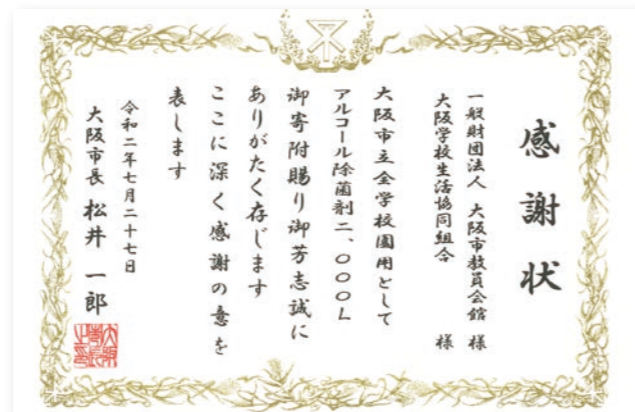 感謝状
一般財団法人 大阪市教員会館 様
大阪学校生活協同組合 様
大阪市立全学校園用として
アルコール除菌剤二、〇〇〇L
御寄附賜り御芳志誠に
ありがたく存じます
ここに深く感謝の意を
表します
令和二年七月二十七日
大阪市長 松井 一郎